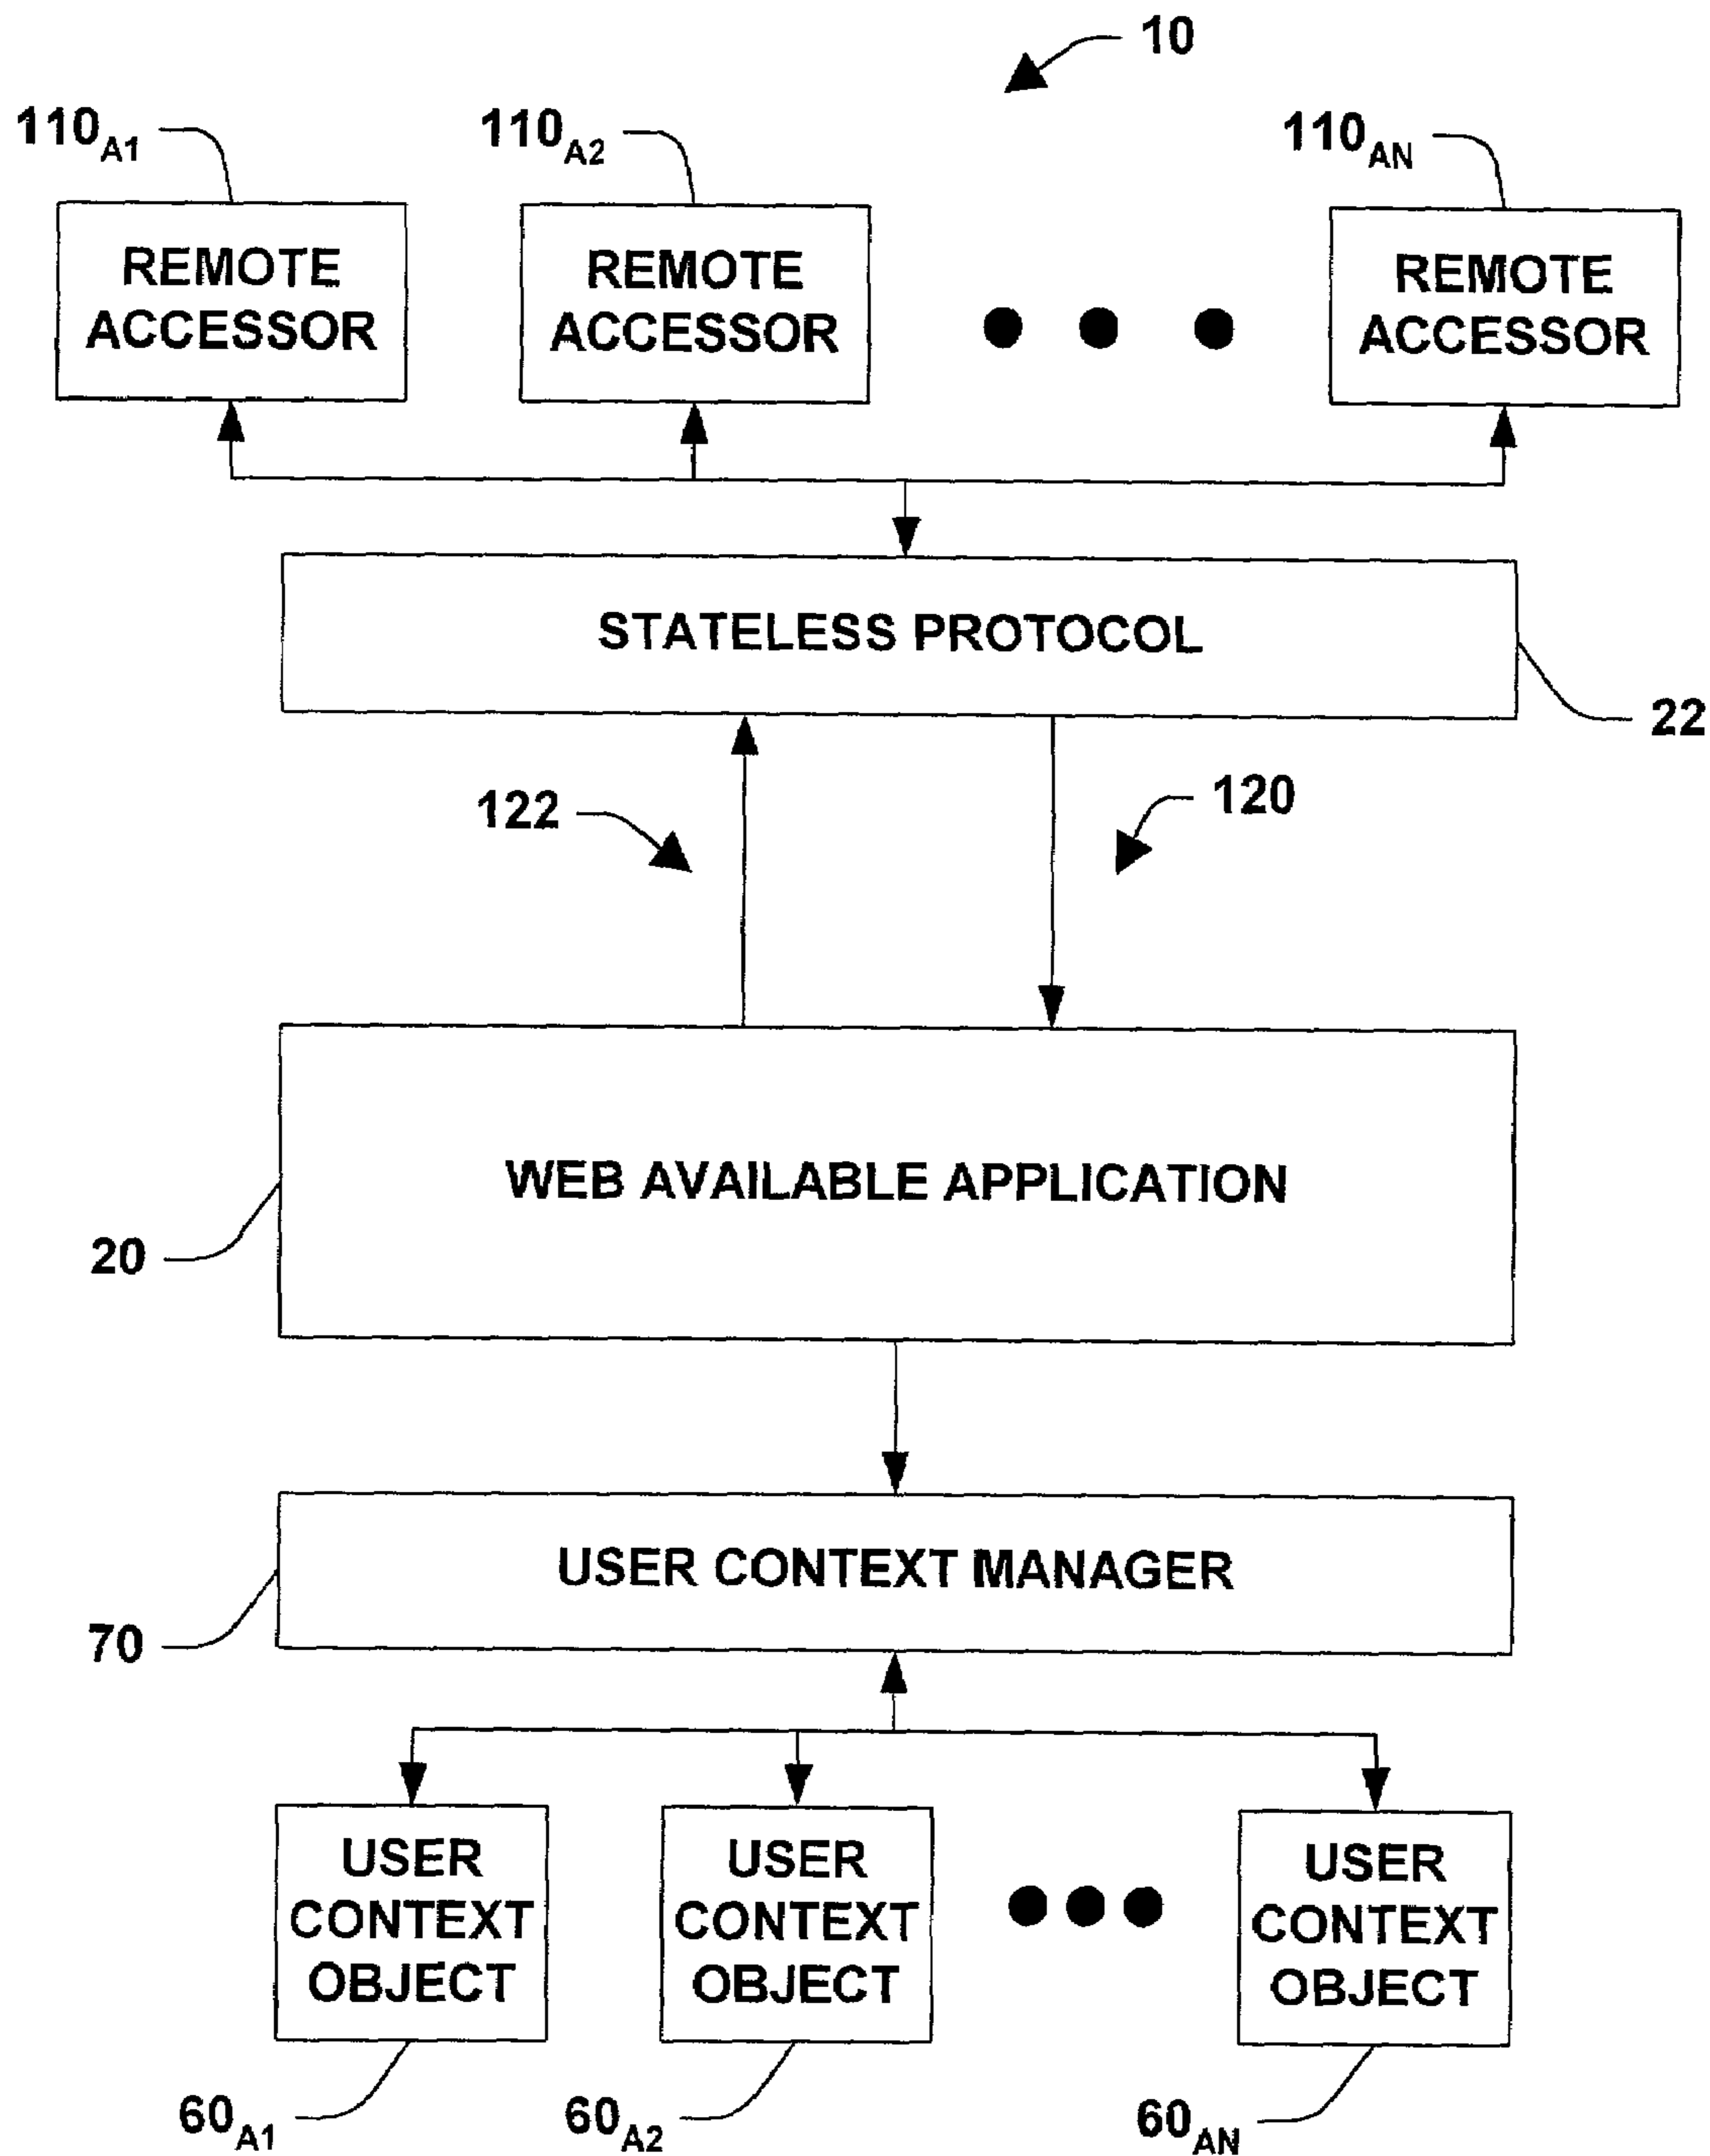 10
110A1
110A2
110AN
REMOTE
ACCESSOR
REMOTE
ACCESSOR
REMOTE
ACCESSOR
STATELESS PROTOCOL
22
122
120
WEB AVAILABLE APPLICATION
20
USER CONTEXT MANAGER
70
USER
CONTEXT
OBJECT
USER
CONTEXT
OBJECT
USER
CONTEXT
OBJECT
60A1
60A2
60AN